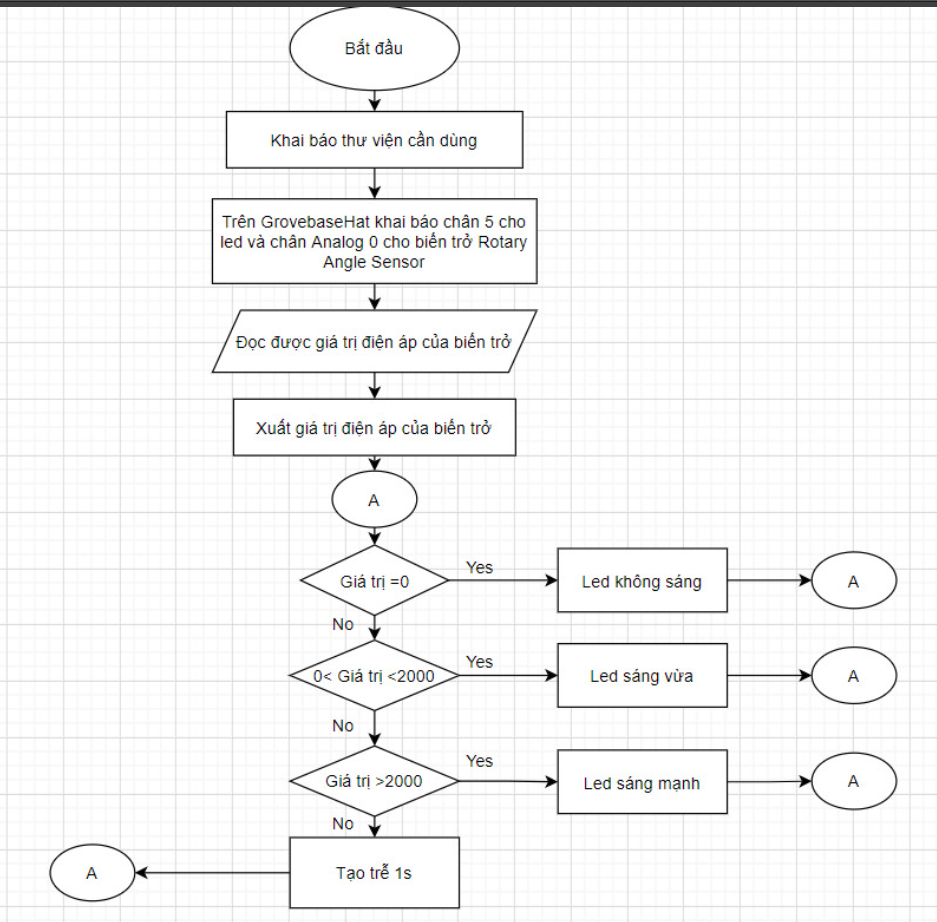 Bắt đầu
Khai báo thư viện cần dùng
Trên GrovebaseHat khai báo chân 5 cho
led và chân Analog 0 cho biến trở Rotary
Angle Sensor
Đọc được giá trị điện áp của biến trở
Xuất giá trị điện áp của biến trở
A
Giá trị =0
Yes
Led không sáng
A
No
0< Giá trị <2000
Yes
Led sáng vừa
A
No
Giá trị >2000
Yes
Led sáng mạnh
A
No
Tạo trễ 1s
A